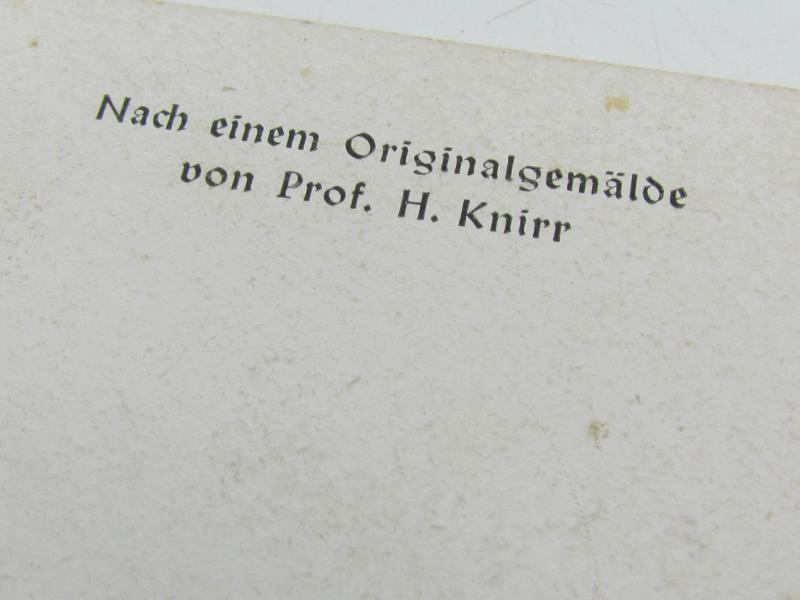 Nach einem Originalgemälde
von Prof. H. Knirr